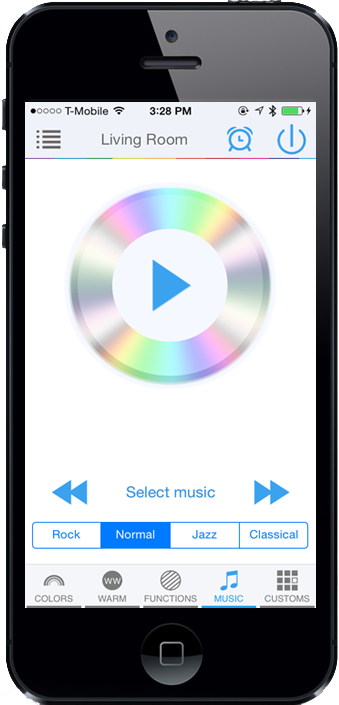 T-Mobile 3:28 PM
Living Room
Select music
Rock Normal Jazz Classical
WW
COLORS WARM FUNCTIONS MUSIC CUSTOMS